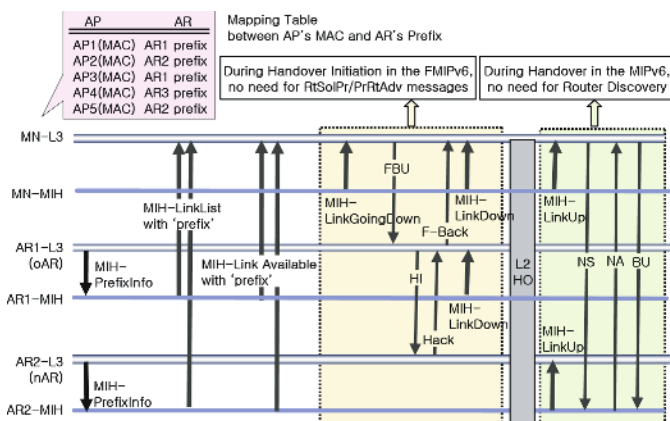 AP AR
AP1(MAC) AR1 prefix
AP2(MAC) AR2 prefix
AP3(MAC) AR1 prefix
AP4(MAC) AR3 prefix
AP5(MAC) AR2 prefix
Mapping Table
between AP's MAC and AR's Prefix
During Handover Initiation in the FMIPv6,
no need for RtSolPr/PrRtAdv messages
During Handover in the MIPv6,
no need for Router Discovery
MN-L3
MN-MIH
AR1-L3
(oAR)
AR1-MIH
AR2-L3
(nAR)
AR2-MIH
MIH-
PrefixInfo
MIH-
PrefixInfo
MIH-LinkList
with 'prefix'
MIH-Link Available
with 'prefix'
MIH-
LinkGoingDown
FBU
F-Back
MIH-
LinkDown
HI
Hack
MIH-
LinkDown
L2
HO
MIH-
LinkUp
MIH-
LinkUp
NS
NA
BU